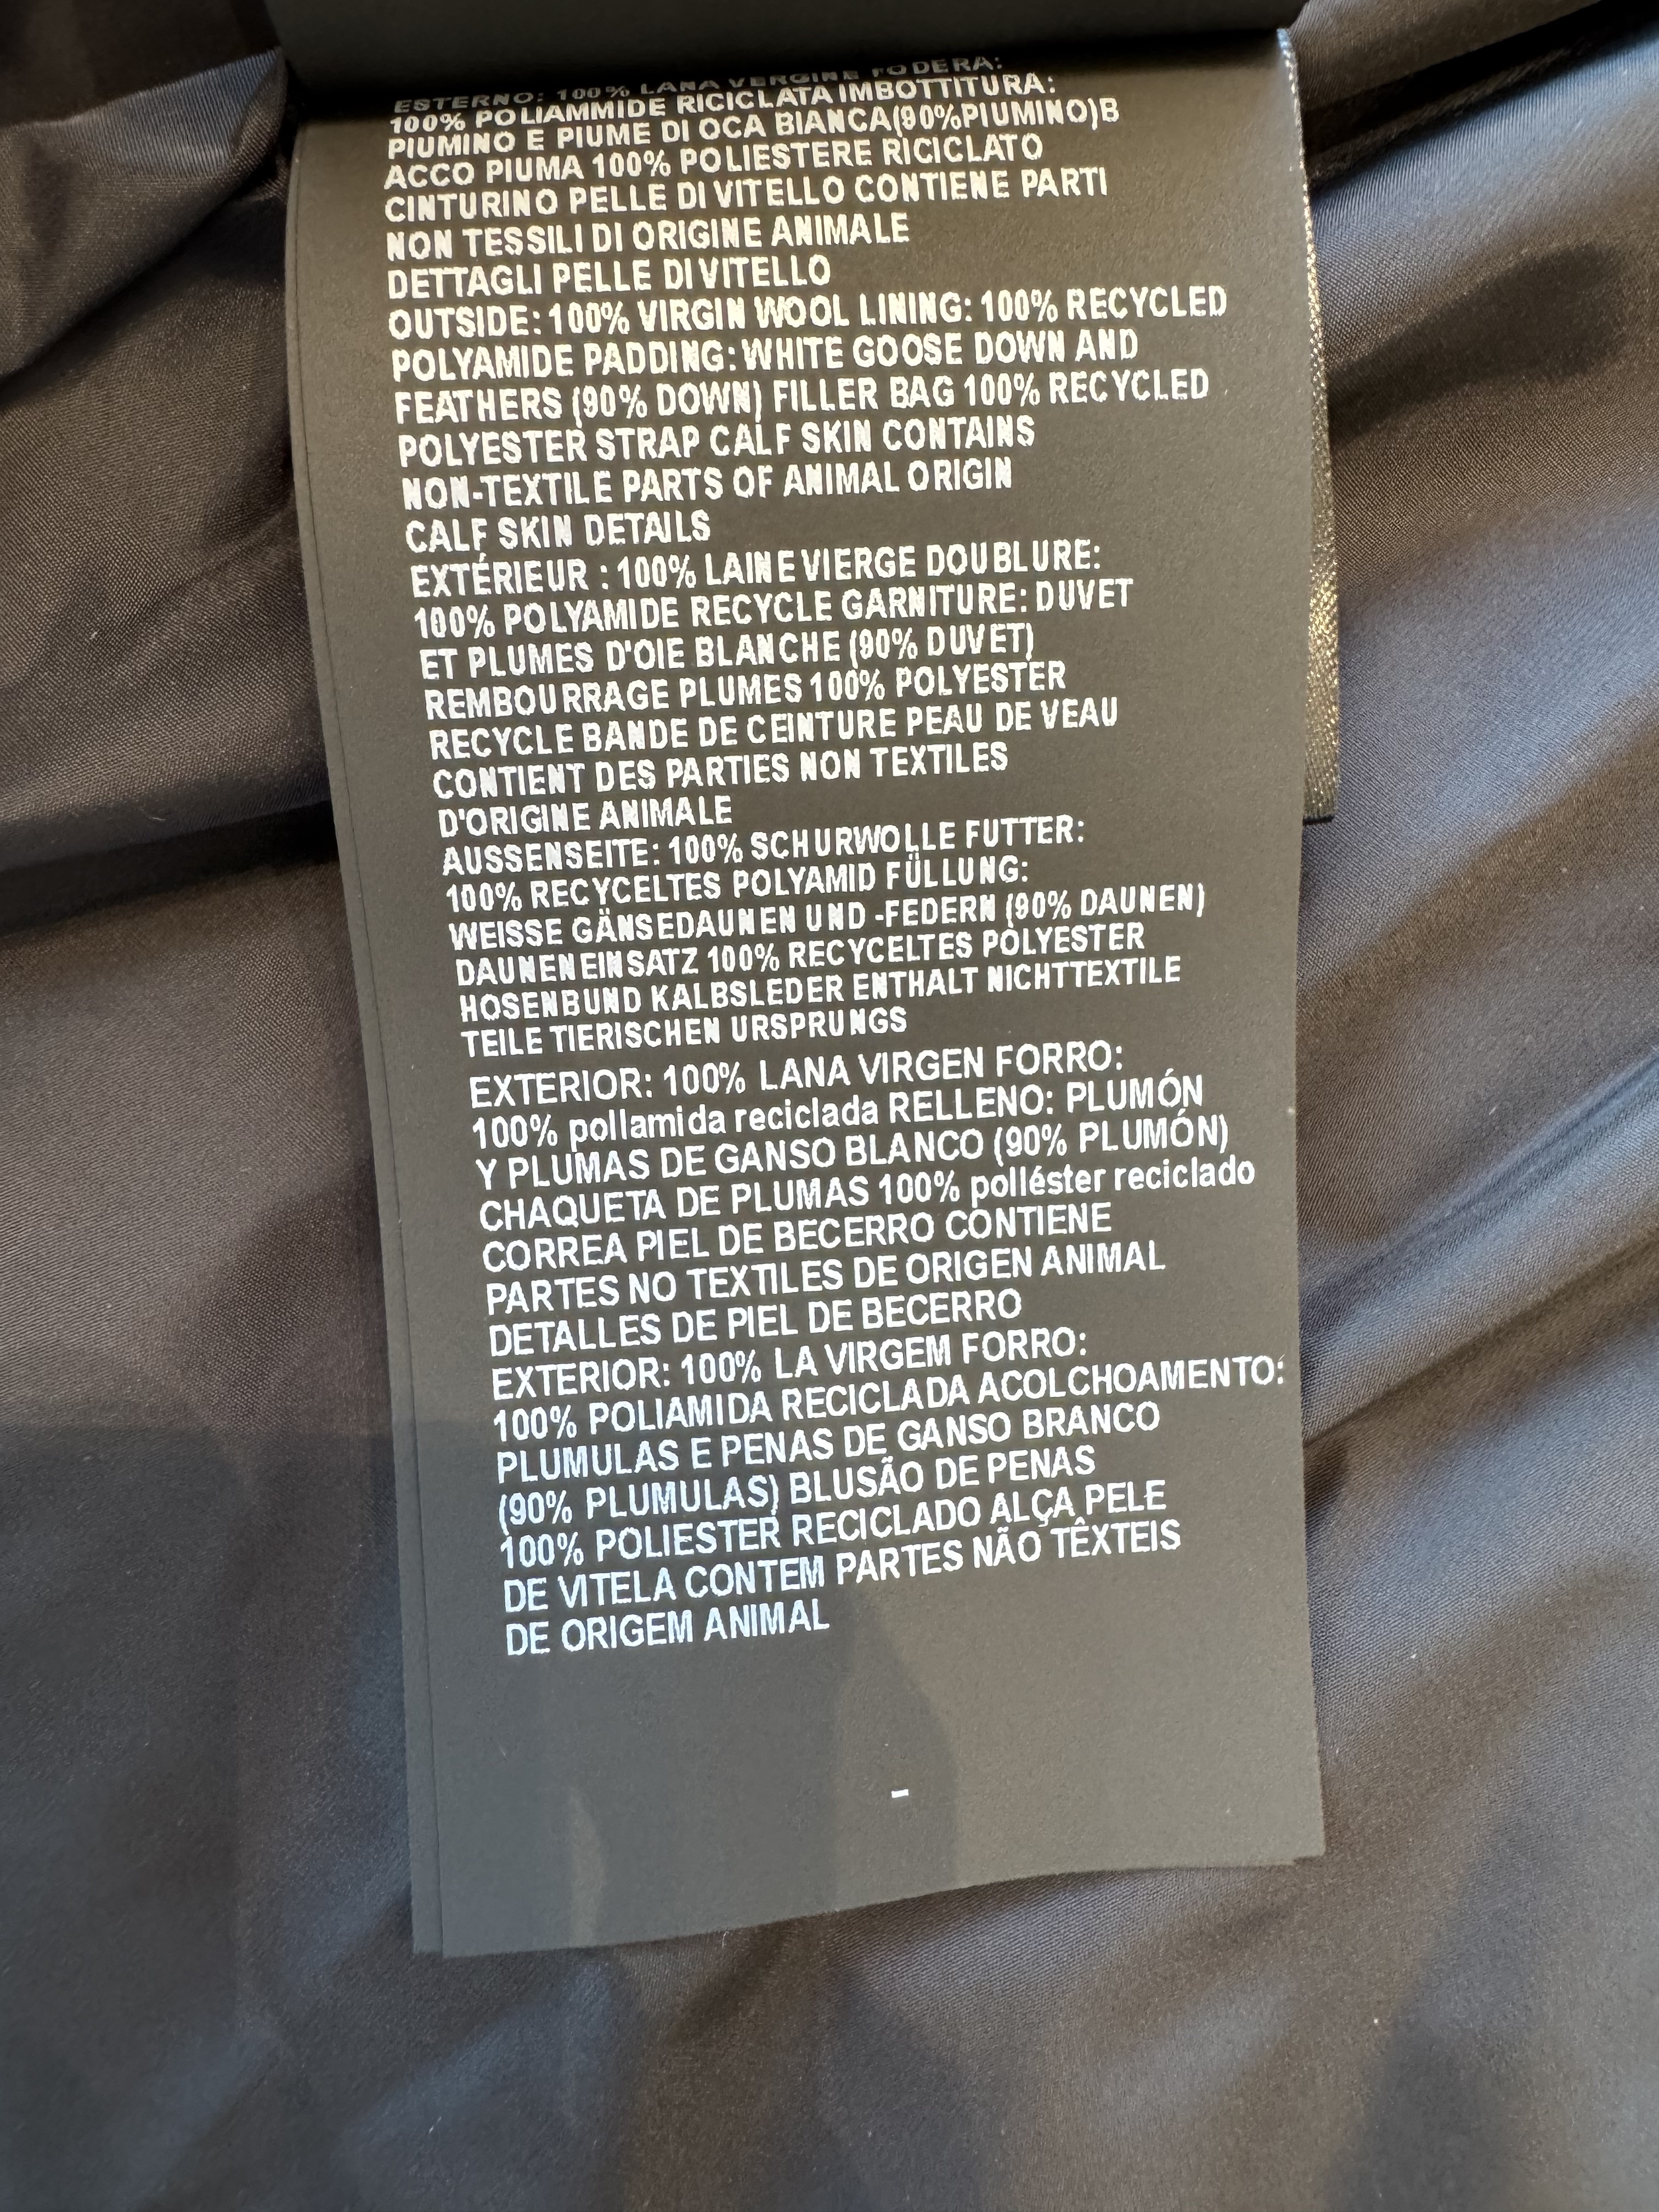 ESTERNO: 100% LANA VERGINE FODERA:
100% POLIAMMIDE RICICLATA IMBOTTITURA:
PIUMINO E PIUME DI OCA BIANCA(90%PIUMINO)B
ACCO PIUMA 100% POLIESTERE RICICLATO
CINTURINO PELLE DI VITELLO CONTIENE PARTI
NON TESSILI DI ORIGINE ANIMALE
DETTAGLI PELLE DI VITELLO
OUTSIDE: 100% VIRGIN WOOL LINING: 100% RECYCLED
POLYAMIDE PADDING: WHITE GOOSE DOWN AND
FEATHERS (90% DOWN) FILLER BAG 100% RECYCLED
POLYESTER STRAP CALF SKIN CONTAINS
NON-TEXTILE PARTS OF ANIMAL ORIGIN
CALF SKIN DETAILS
EXTÉRIEUR : 100% LAINE VIERGE DOUBLURE:
100% POLYAMIDE RECYCLE GARNITURE: DUVET
ET PLUMES D'OIE BLANCHE (90% DUVET)
REMBOURRAGE PLUMES 100% POLYESTER
RECYCLE BANDE DE CEINTURE PEAU DE VEAU
CONTIENT DES PARTIES NON TEXTILES
D'ORIGINE ANIMALE
AUSSENSEITE: 100% SCHURWOLLE FUTTER:
100% RECYCELTES POLYAMID FÜLLUNG:
WEISSE GÄNSEDAUNEN UND -FEDERN (90% DAUNEN)
DAUNENEINSATZ 100% RECYCELTES POLYESTER
HOSENBUND KALBSLEDER ENTHALT NICHTTEXTILE
TEILE TIERISCHEN URSPRUNGS
EXTERIOR: 100% LANA VIRGEN FORRO:
100% pollamida reciclada RELLENO: PLUMÓN
Y PLUMAS DE GANSO BLANCO (90% PLUMÓN)
CHAQUETA DE PLUMAS 100% polléster reciclado
CORREA PIEL DE BECERRO CONTIENE
PARTES NO TEXTILES DE ORIGEN ANIMAL
DETALLES DE PIEL DE BECERRO
EXTERIOR: 100% LA VIRGEM FORRO:
100% POLIAMIDA RECICLADA ACOLCHOAMENTO:
PLUMULAS E PENAS DE GANSO BRANCO
(90% PLUMULAS) BLUSÃO DE PENAS
100% POLIESTER RECICLADO ALÇA PELE
DE VITELA CONTEM PARTES NÃO TÊXTEIS
DE ORIGEM ANIMAL
-